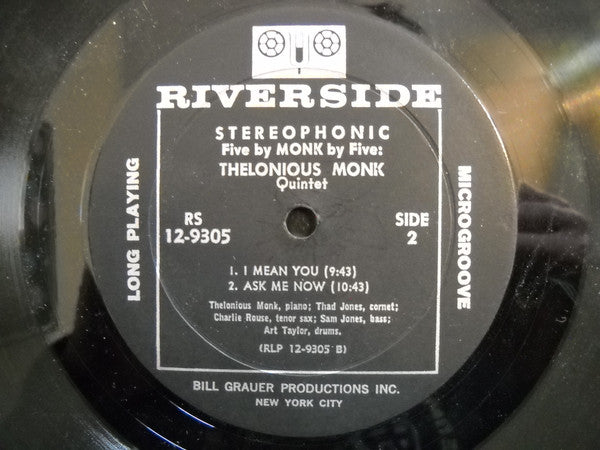 RIVERSIDE
STEREOPHONIC
Five by MONK by Five:
THELONIOUS MONK
Quintet
RS
12-9305
SIDE
2
LONG PLAYING
MICROGROOVE
1. I MEAN YOU (9:43)
2. ASK ME NOW (10:43)
Thelonious Monk, piano; Thad Jones, cornet;
Charlie Rouse, tenor sax; Sam Jones, bass;
Art Taylor, drums.
(RLP 12-9305 B)
BILL GRAUER PRODUCTIONS INC.
NEW YORK CITY